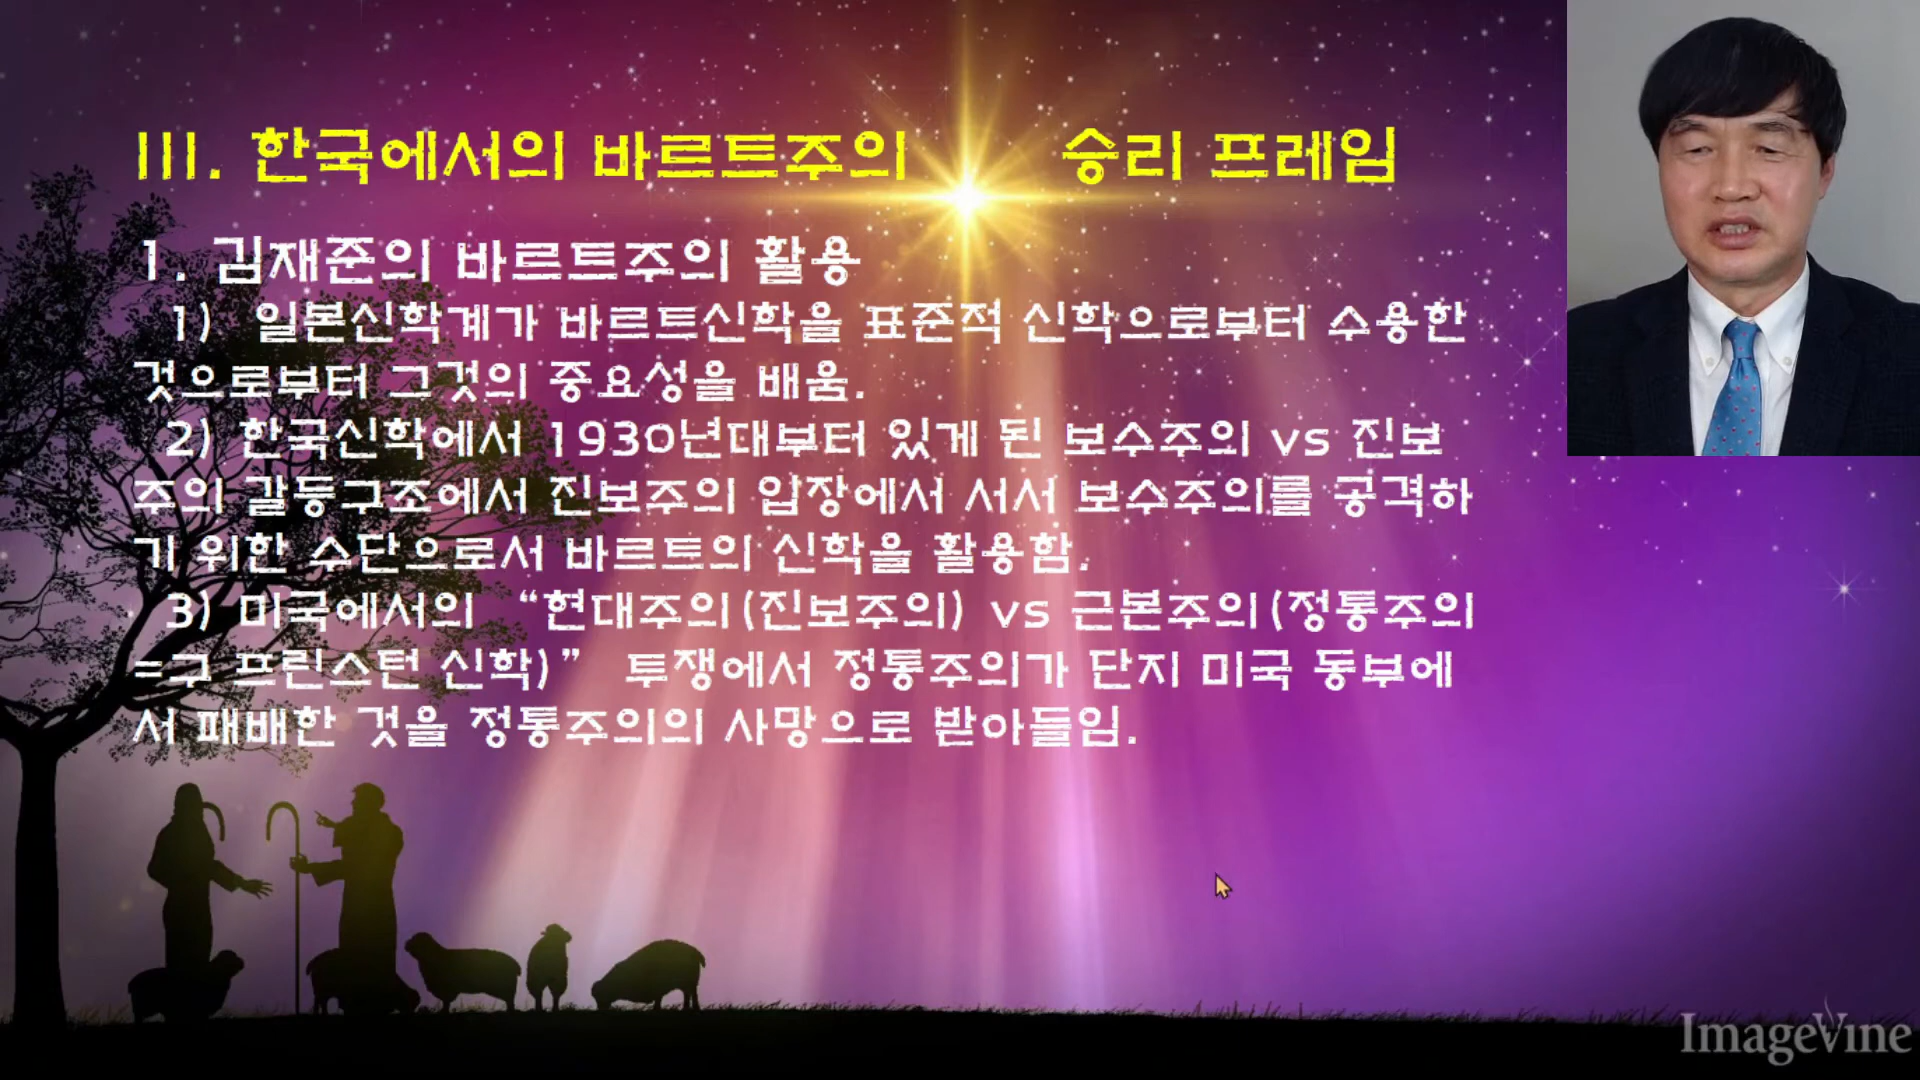 III. 한국에서의 바르트주의 승리 프레임
1. 김재준의 바르트주의 활용
1) 일본신학계가 바르트신학을 표준적 신학으로부터 수용한
것으로부터 그것의 중요성을 배움.
2) 한국신학에서 1930년대부터 있게 된 보수주의 vs 진보
주의 갈등구조에서 진보주의 입장에서 서서 보수주의를 공격하
기 위한 수단으로서 바르트의 신학을 활용함.
3) 미국에서의 “현대주의(진보주의) vs 근본주의(정통주의
=구 프린스턴 신학)” 투쟁에서 정통주의가 단지 미국 동부에
서 패배한 것을 정통주의의 사망으로 받아들임.
ImageVine